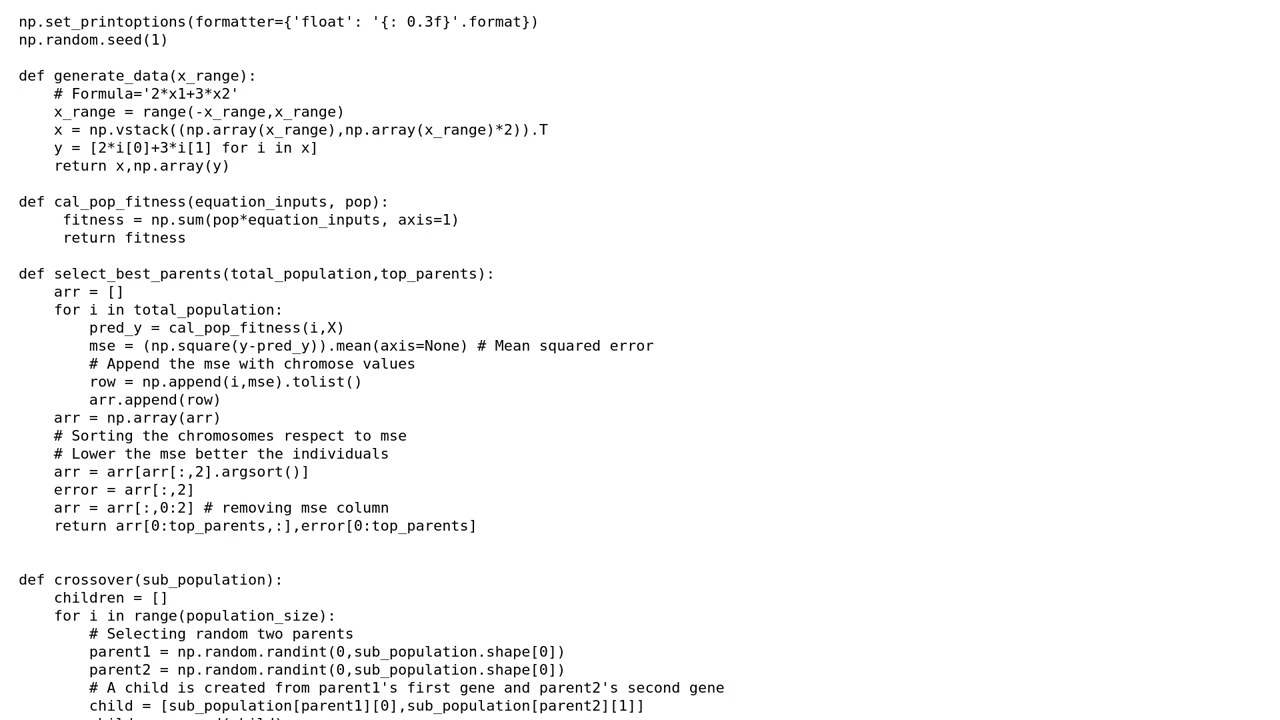 np.set_printoptions(formatter={'float': '{: 0.3f}'.format})
np.random.seed(1)

def generate_data(x_range):
    # Formula='2*x1+3*x2'
    x_range = range(-x_range,x_range)
    x = np.vstack((np.array(x_range),np.array(x_range)*2)).T
    y = [2*i[0]+3*i[1] for i in x]
    return x,np.array(y)

def cal_pop_fitness(equation_inputs, pop):
     fitness = np.sum(pop*equation_inputs, axis=1)
     return fitness

def select_best_parents(total_population,top_parents):
    arr = []
    for i in total_population:
        pred_y = cal_pop_fitness(i,X)
        mse = (np.square(y-pred_y)).mean(axis=None) # Mean squared error
        # Append the mse with chromose values
        row = np.append(i,mse).tolist()
        arr.append(row)
    arr = np.array(arr)
    # Sorting the chromosomes respect to mse
    # Lower the mse better the individuals
    arr = arr[arr[:,2].argsort()]
    error = arr[:,2]
    arr = arr[:,0:2] # removing mse column
    return arr[0:top_parents,:],error[0:top_parents]


def crossover(sub_population):
    children = []
    for i in range(population_size):
        # Selecting random two parents
        parent1 = np.random.randint(0,sub_population.shape[0])
        parent2 = np.random.randint(0,sub_population.shape[0])
        # A child is created from parent1's first gene and parent2's second gene
        child = [sub_population[parent1][0],sub_population[parent2][1]]